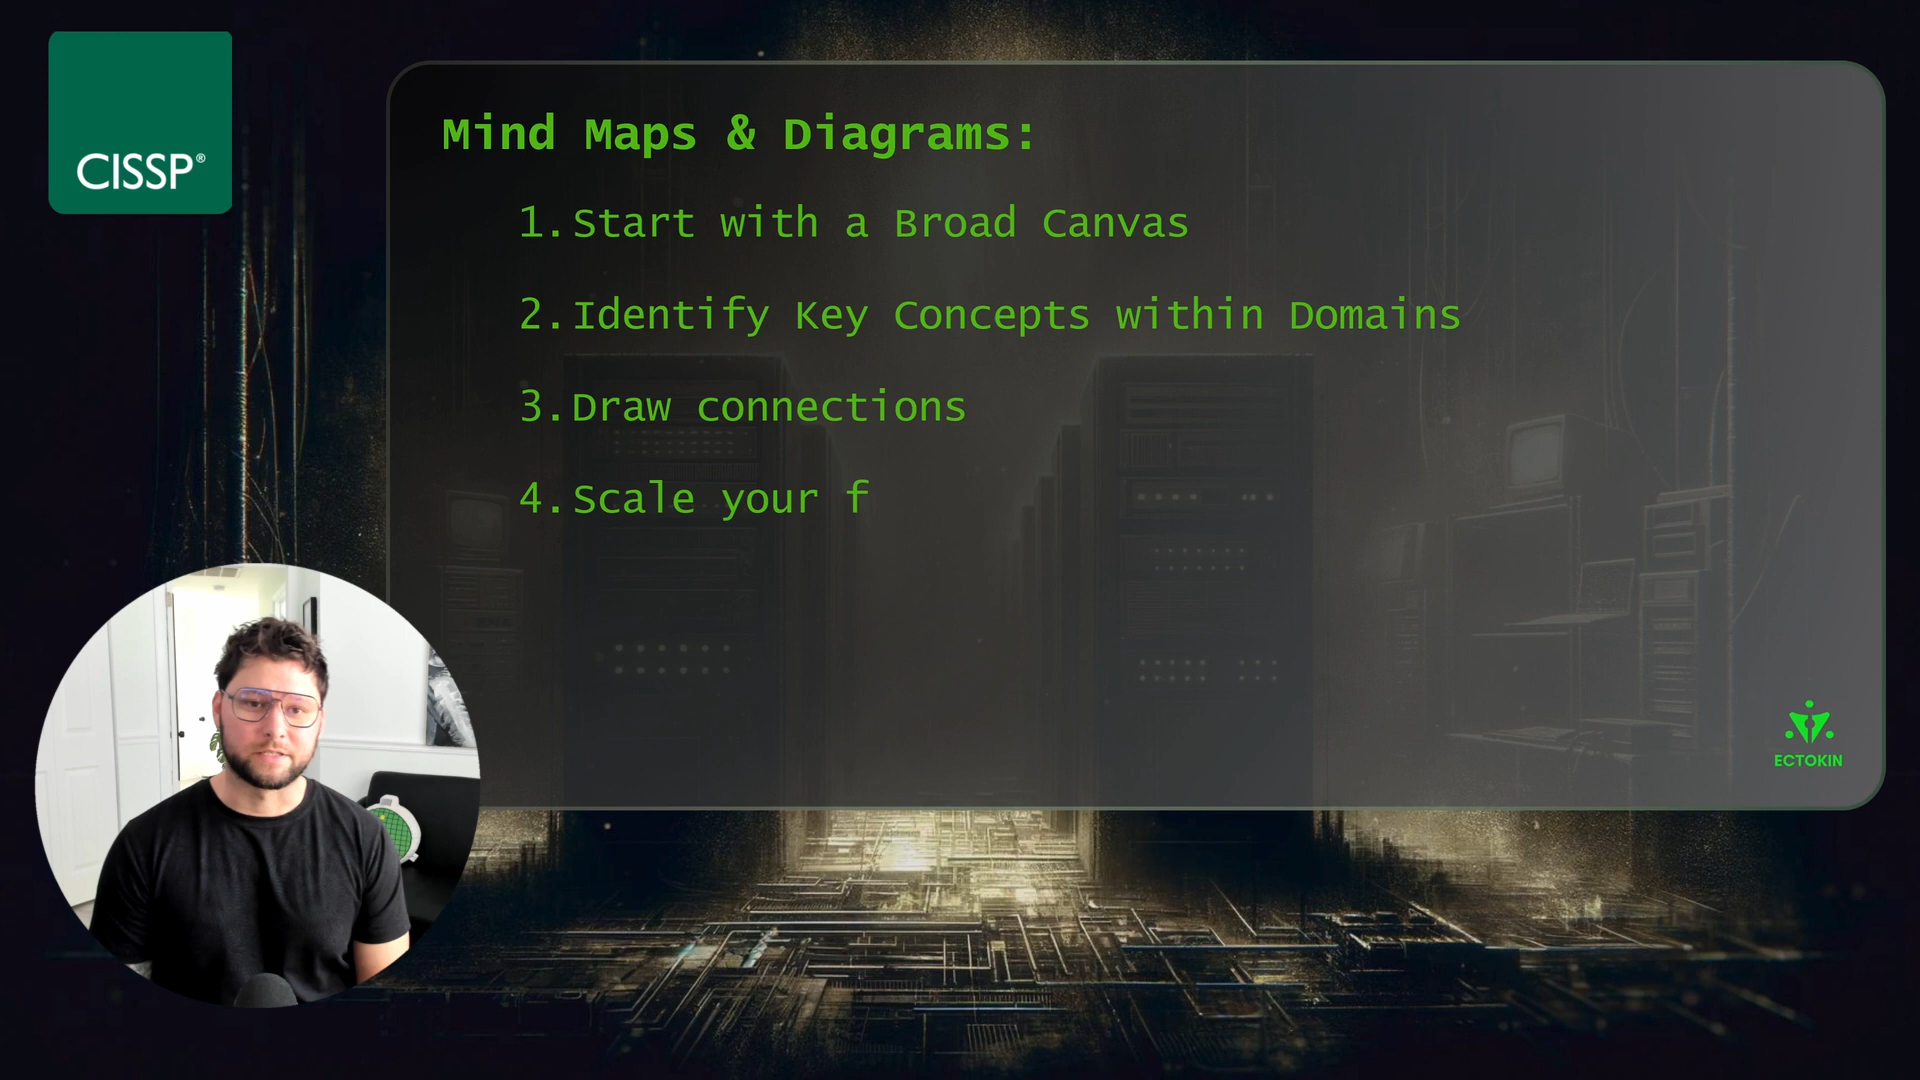 CISSP®
Mind Maps & Diagrams:
1. Start with a Broad Canvas
2. Identify Key Concepts within Domains
3. Draw connections
4. Scale your f
ECTOKIN